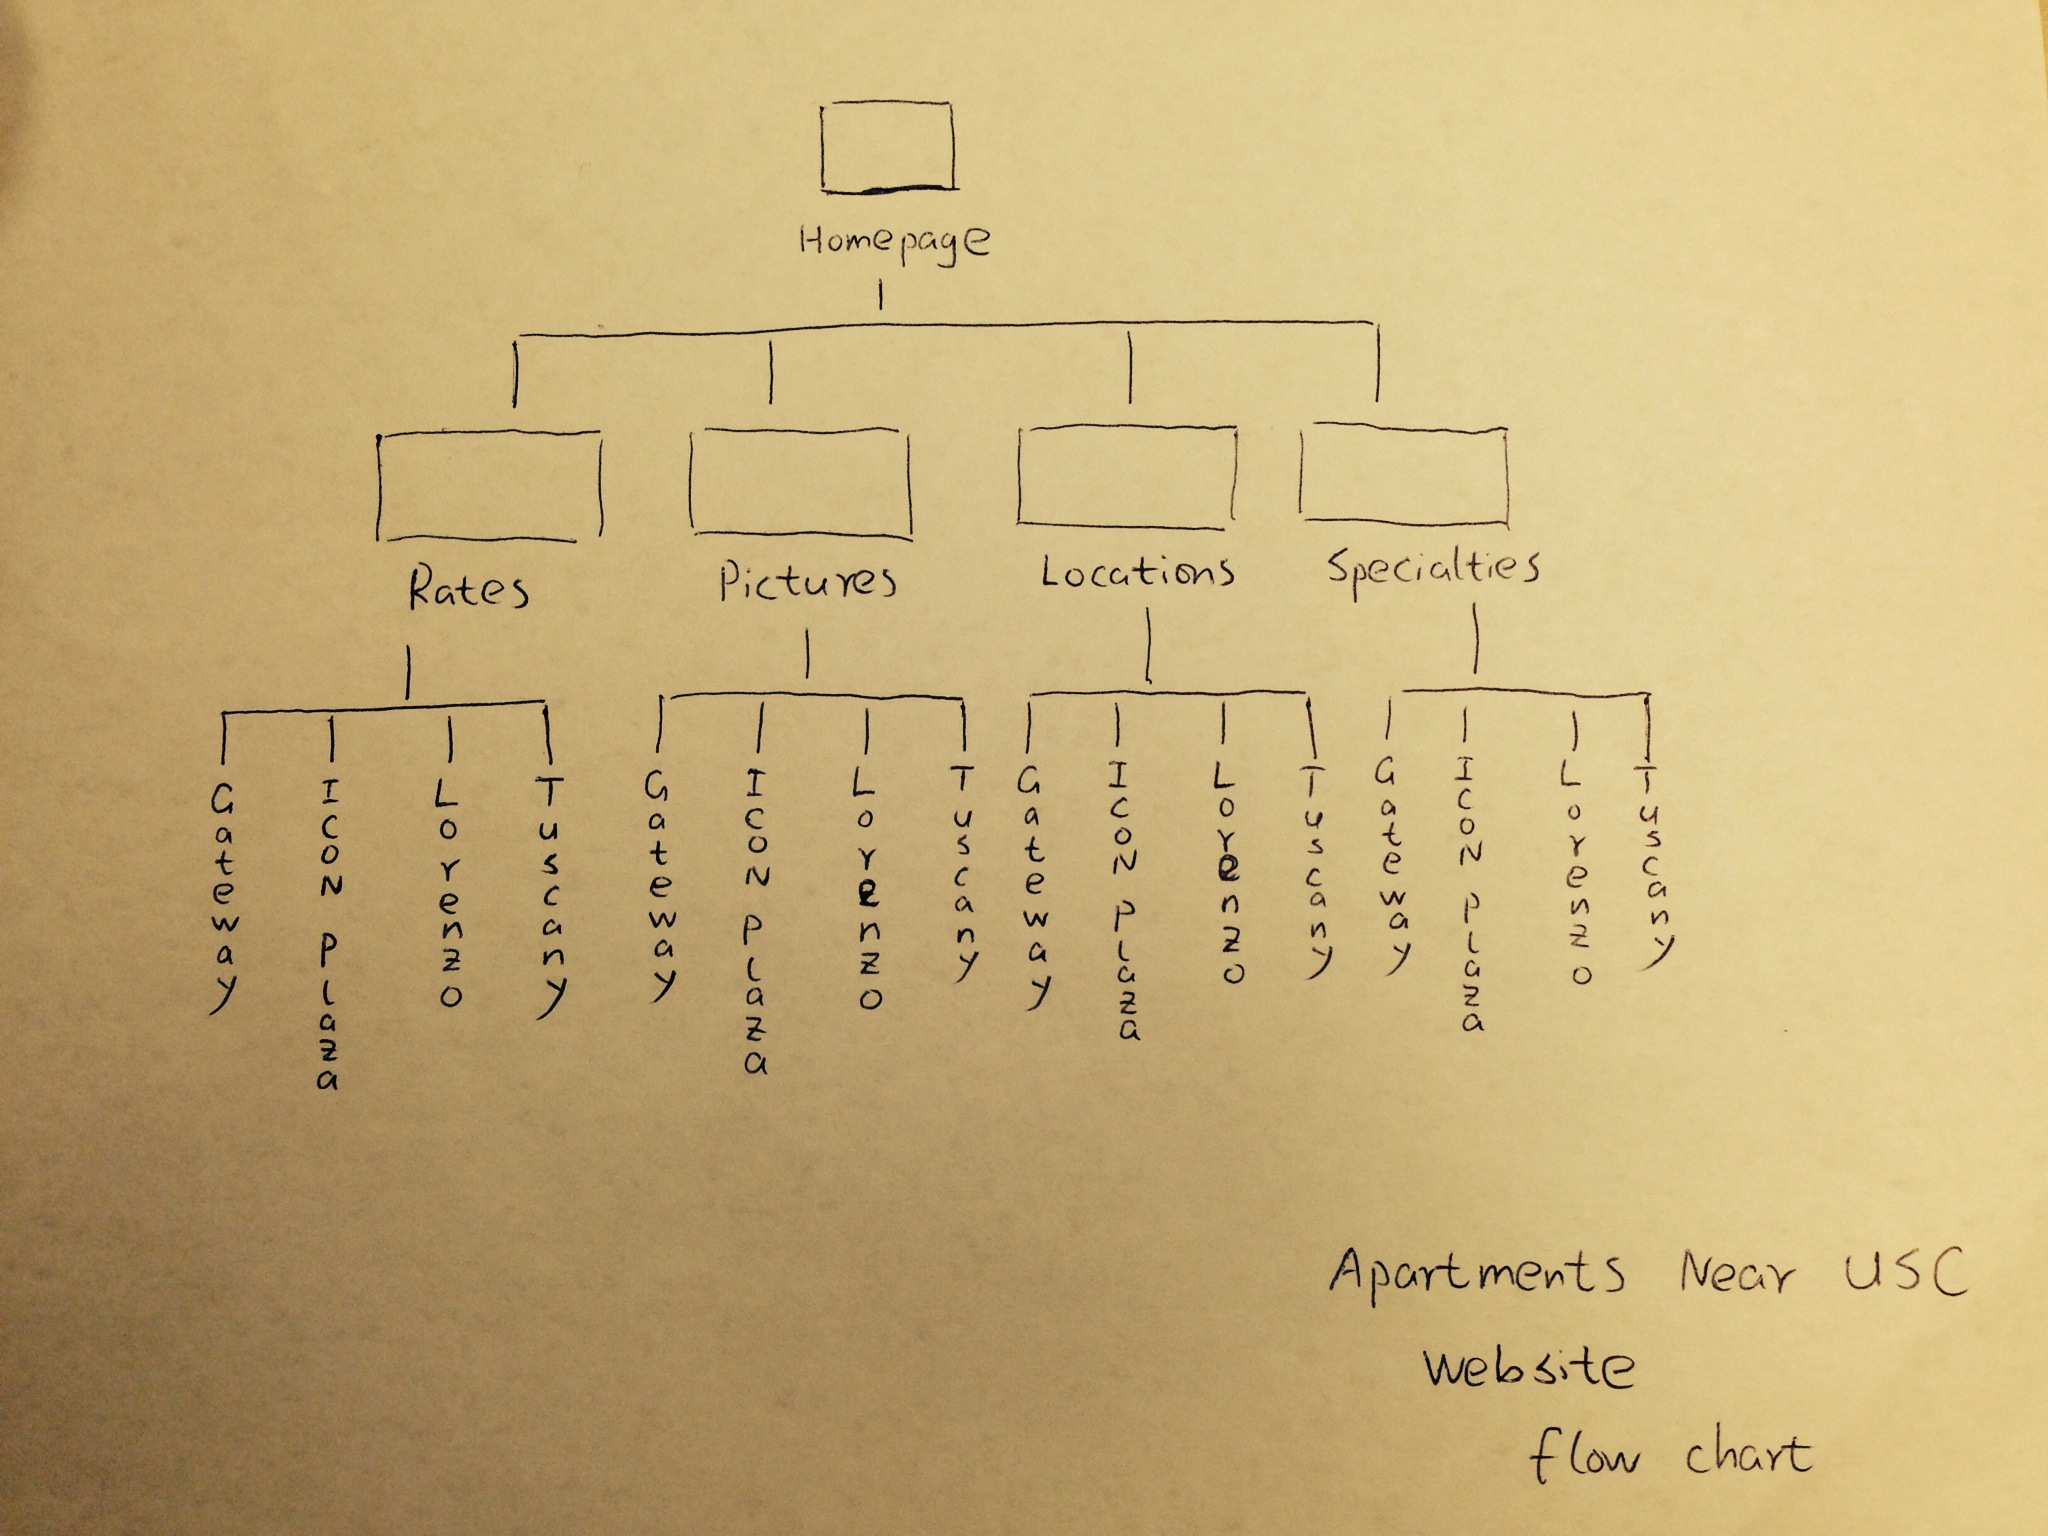 Homepage
Rates
Pictures
Locations
Specialties
Gateway
ICON Plaza
Lorenzo
Tuscany
Gateway
ICON Plaza
Lorenzo
Tuscany
Gateway
ICON Plaza
Lorenzo
Tuscany
Gateway
ICON Plaza
Lorenzo
Tuscany
Apartments Near USC
Website
flow chart